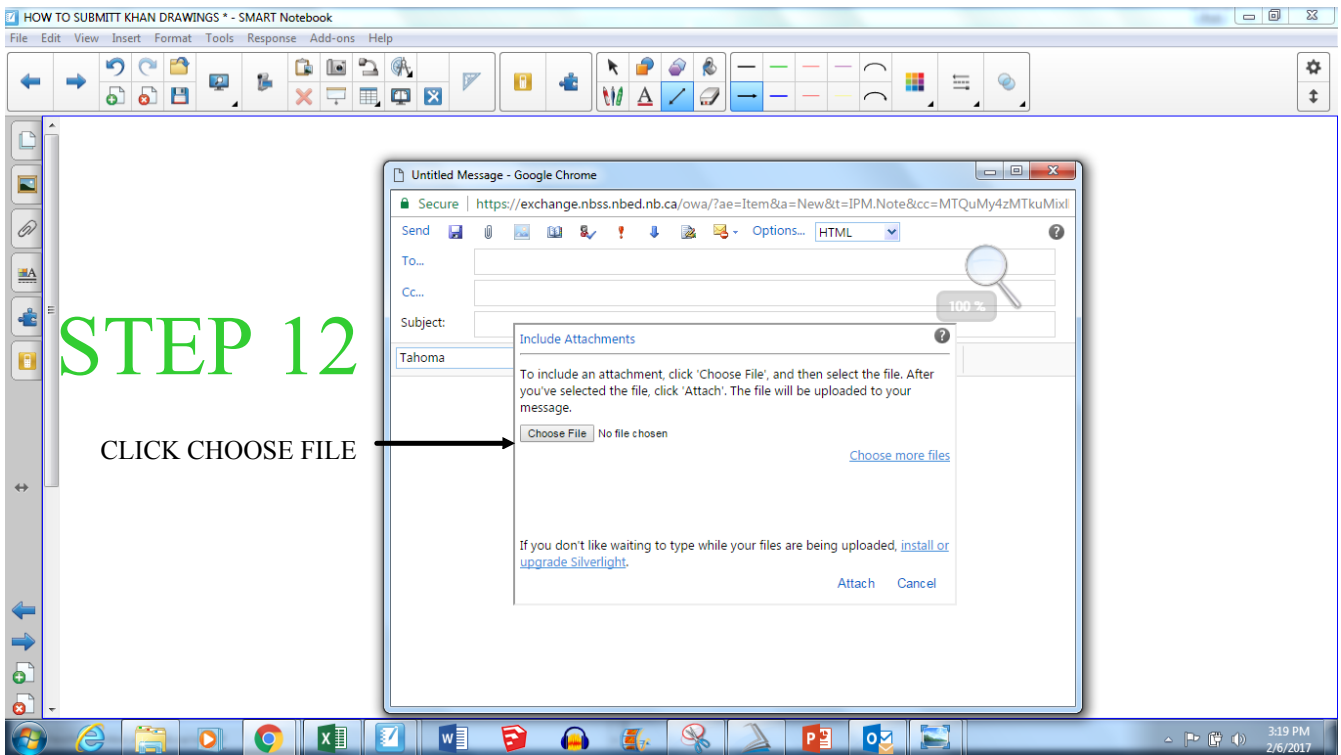 HOW TO SUBMITT KHAN DRAWINGS * - SMART Notebook
File Edit View Insert Format Tools Response Add-ons Help
Untitled Message - Google Chrome
Secure | https://exchange.nbss.nbed.nb.ca/owa/?ae=Item&a=New&t=IPM.Note&cc=MTQuMy4zMTkuMixl
Send Options... HTML
To...
Cc...
100 %
Subject:
Tahoma
STEP 12
CLICK CHOOSE FILE
Include Attachments
To include an attachment, click 'Choose File', and then select the file. After
you've selected the file, click 'Attach'. The file will be uploaded to your
message.
Choose File No file chosen
Choose more files
If you don't like waiting to type while your files are being uploaded, install or
upgrade Silverlight.
Attach Cancel
3:19 PM
2/6/2017